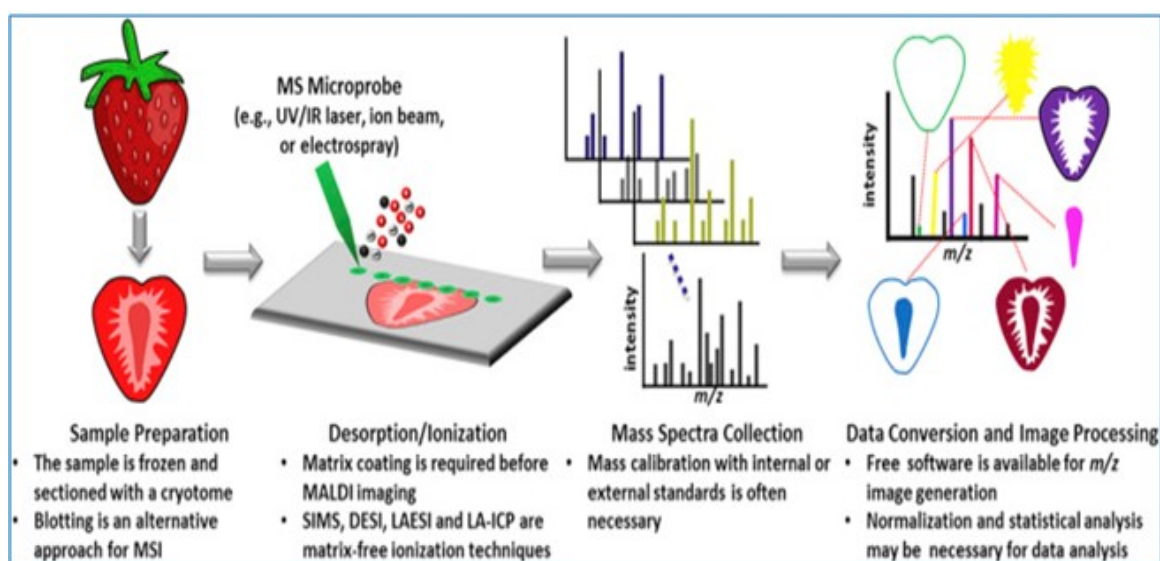 MS Microprobe
(e.g., UV/IR laser, ion beam,
or electrospray)
intensity
m/z
intensity
m/z
Sample Preparation
• The sample is frozen and
sectioned with a cryotome
• Blotting is an alternative
approach for MSI
Desorption/Ionization
• Matrix coating is required before
MALDI imaging
• SIMS, DESI, LAESI and LA-ICP are
matrix-free ionization techniques
Mass Spectra Collection
• Mass calibration with internal or
external standards is often
necessary
Data Conversion and Image Processing
• Free software is available for m/z
image generation
• Normalization and statistical analysis
may be necessary for data analysis